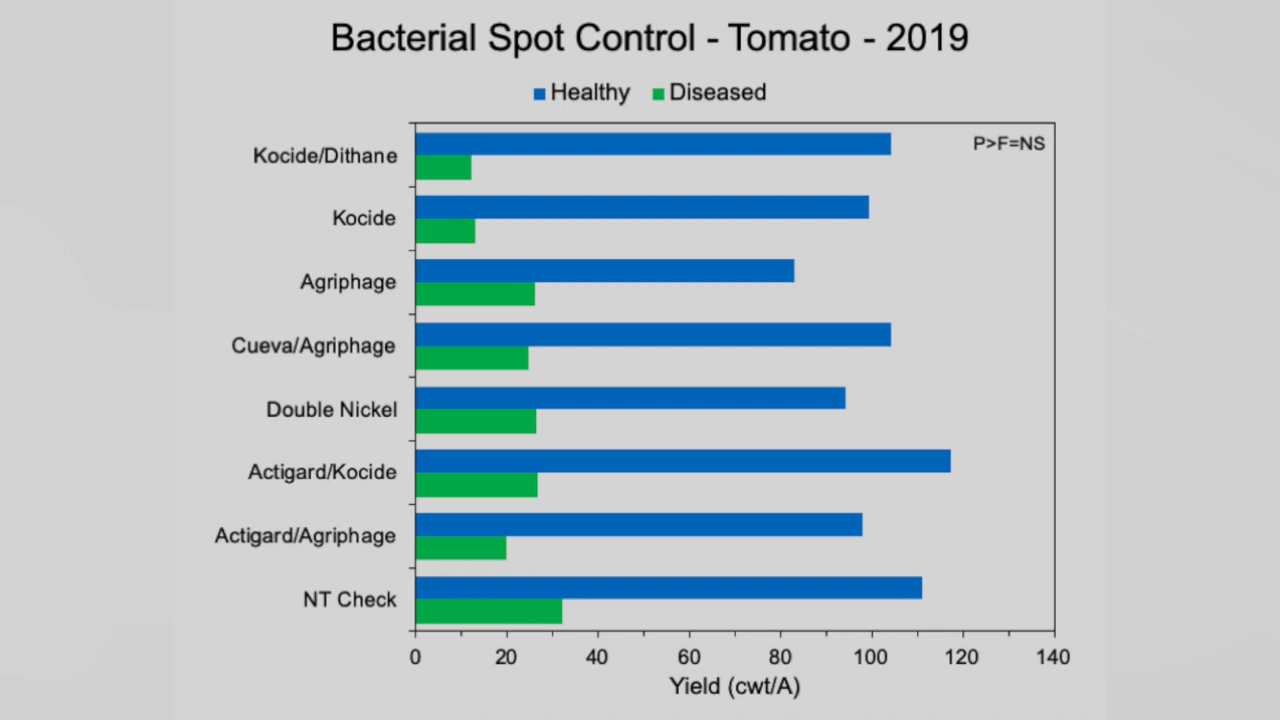 Bacterial Spot Control - Tomato - 2019
Healthy Diseased
P>F=NS
Kocide/Dithane
Kocide
Agriphage
Cueva/Agriphage
Double Nickel
Actigard/Kocide
Actigard/Agriphage
NT Check
0 20 40 60 80 100 120 140
Yield (cwt/A)